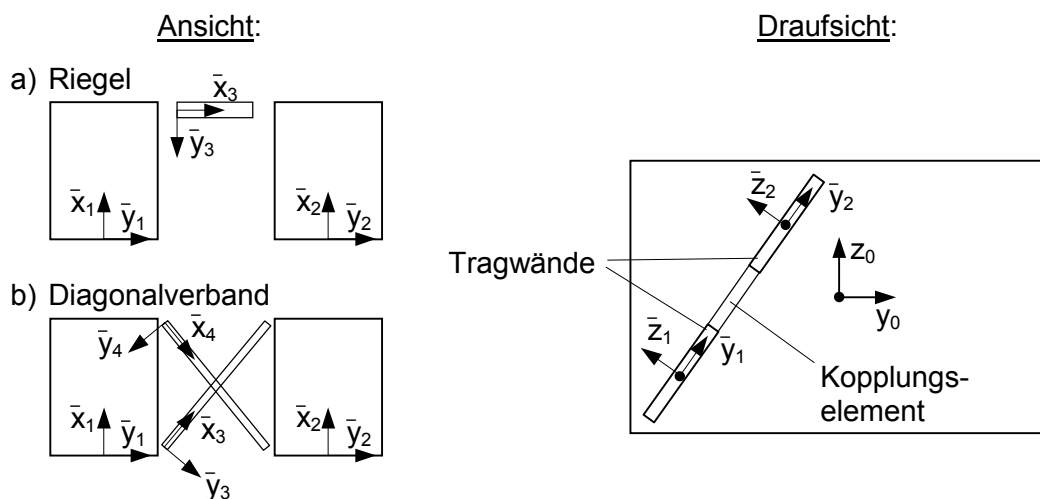 Ansicht:
Draufsicht:
a) Riegel
x̄₃
ȳ₃
x̄₁
ȳ₁
x̄₂
ȳ₂
b) Diagonalverband
x̄₄
ȳ₄
x̄₁
ȳ₁
x̄₃
ȳ₃
x̄₂
ȳ₂
z̄₂
ȳ₂
Tragwände
z₀
y₀
z̄₁
ȳ₁
Kopplungs-
element